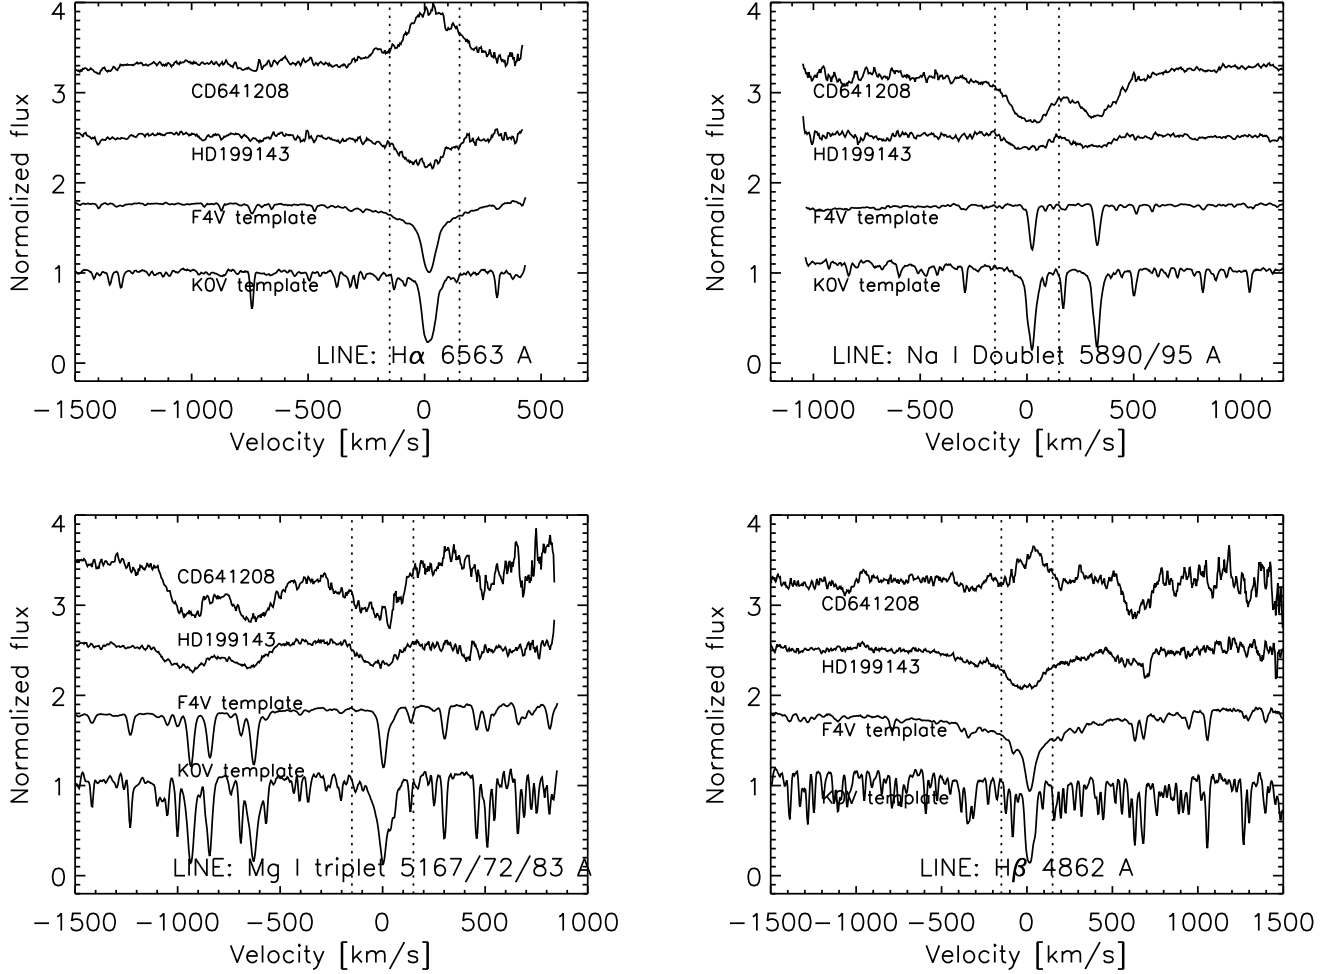 4
3
2
1
0
Normalized flux
CD641208
HD199143
F4V template
K0V template
LINE: Hα 6563 A
−1500 −1000 −500 0 500
Velocity [km/s]
4
3
2
1
0
Normalized flux
CD641208
HD199143
F4V template
K0V template
LINE: Na I Doublet 5890/95 A
−1000 −500 0 500 1000
Velocity [km/s]
4
3
2
1
0
Normalized flux
CD641208
HD199143
F4V template
K0V template
LINE: Mg I triplet 5167/72/83 A
−1500 −1000 −500 0 500 1000
Velocity [km/s]
4
3
2
1
0
Normalized flux
CD641208
HD199143
F4V template
K0V template
LINE: Hβ 4862 A
−1500 −1000 −500 0 500 1000 1500
Velocity [km/s]